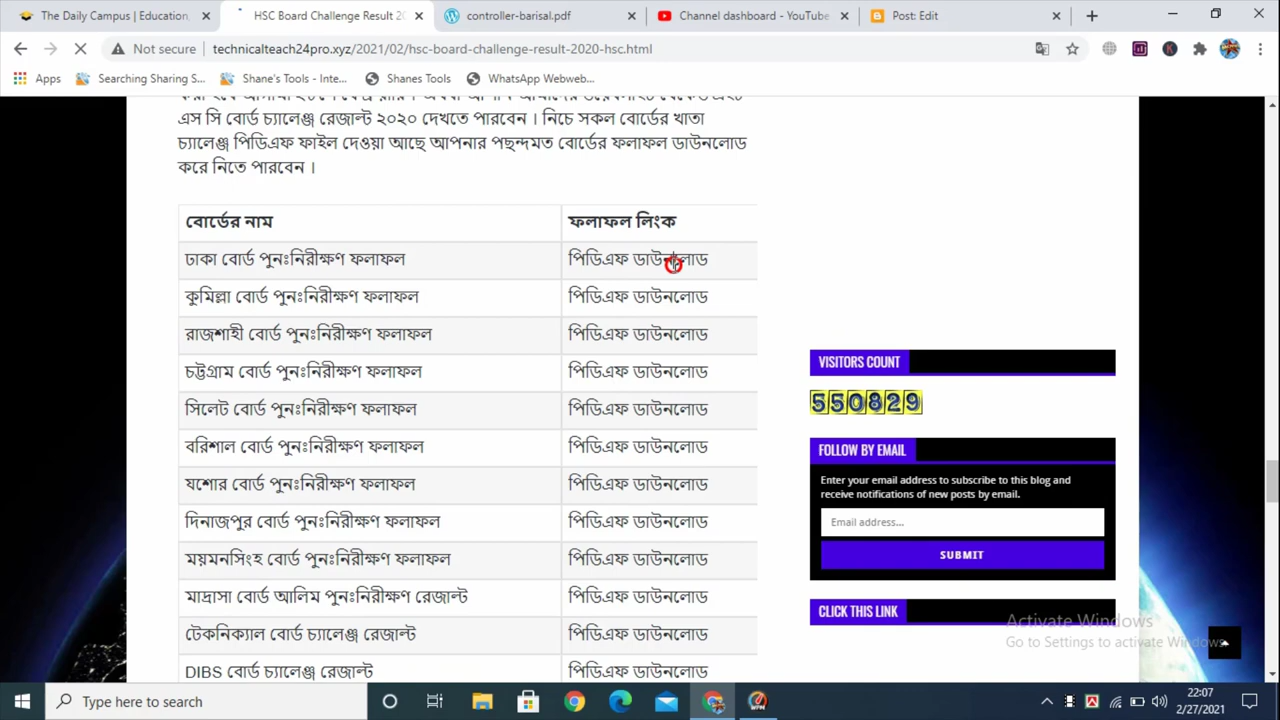 The Daily Campus | Education,
HSC Board Challenge Result 20
controller-barisal.pdf
Channel dashboard - YouTube
Post: Edit
Not secure
technicalteach24pro.xyz/2021/02/hsc-board-challenge-result-2020-hsc.html
Apps
Searching Sharing S...
Shane's Tools - Inte...
Shanes Tools
WhatsApp Webweb...
এস সি বোর্ড চ্যালেঞ্জ রেজাল্ট ২০২০ দেখতে পারবেন । নিচে সকল বোর্ডের খাতা
চ্যালেঞ্জ পিডিএফ ফাইল দেওয়া আছে আপনার পছন্দমত বোর্ডের ফলাফল ডাউনলোড
করে নিতে পারবেন ।
বোর্ডের নাম ফলাফল লিংক
ঢাকা বোর্ড পুনঃনিরীক্ষণ ফলাফল পিডিএফ ডাউনলোড
কুমিল্লা বোর্ড পুনঃনিরীক্ষণ ফলাফল পিডিএফ ডাউনলোড
রাজশাহী বোর্ড পুনঃনিরীক্ষণ ফলাফল পিডিএফ ডাউনলোড
চট্টগ্রাম বোর্ড পুনঃনিরীক্ষণ ফলাফল পিডিএফ ডাউনলোড
সিলেট বোর্ড পুনঃনিরীক্ষণ ফলাফল পিডিএফ ডাউনলোড
বরিশাল বোর্ড পুনঃনিরীক্ষণ ফলাফল পিডিএফ ডাউনলোড
যশোর বোর্ড পুনঃনিরীক্ষণ ফলাফল পিডিএফ ডাউনলোড
দিনাজপুর বোর্ড পুনঃনিরীক্ষণ ফলাফল পিডিএফ ডাউনলোড
ময়মনসিংহ বোর্ড পুনঃনিরীক্ষণ ফলাফল পিডিএফ ডাউনলোড
মাদ্রাসা বোর্ড আলিম পুনঃনিরীক্ষণ রেজাল্ট পিডিএফ ডাউনলোড
টেকনিক্যাল বোর্ড চ্যালেঞ্জ রেজাল্ট পিডিএফ ডাউনলোড
DIBS বোর্ড চ্যালেঞ্জ রেজাল্ট পিডিএফ ডাউনলোড
VISITORS COUNT
550829
FOLLOW BY EMAIL
Enter your email address to subscribe to this blog and
receive notifications of new posts by email.
Email address...
SUBMIT
CLICK THIS LINK
Activate Windows
Go to Settings to activate Windows.
Type here to search
22:07
2/27/2021